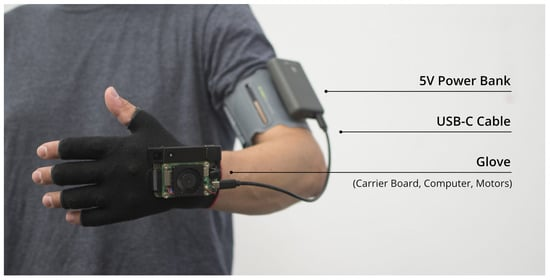 5V Power Bank
USB-C Cable
Glove
(Carrier Board, Computer, Motors)